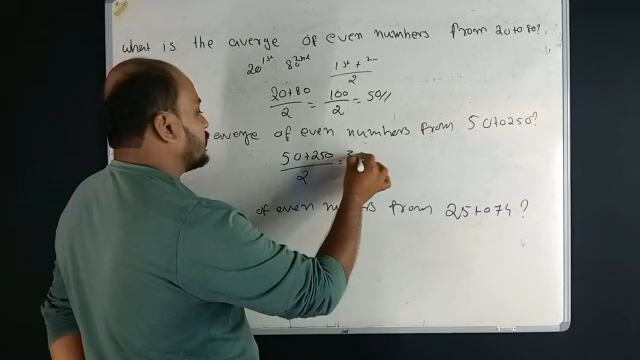 what is the averge of even numbers from 20 to 80?
20 1st 80 2nd 1st + 2nd / 2
20+80 / 2 = 100 / 2 = 50//
averge of even numbers from 50 to 250?
50+250 / 2 =
of even numbers from 25 to 74?